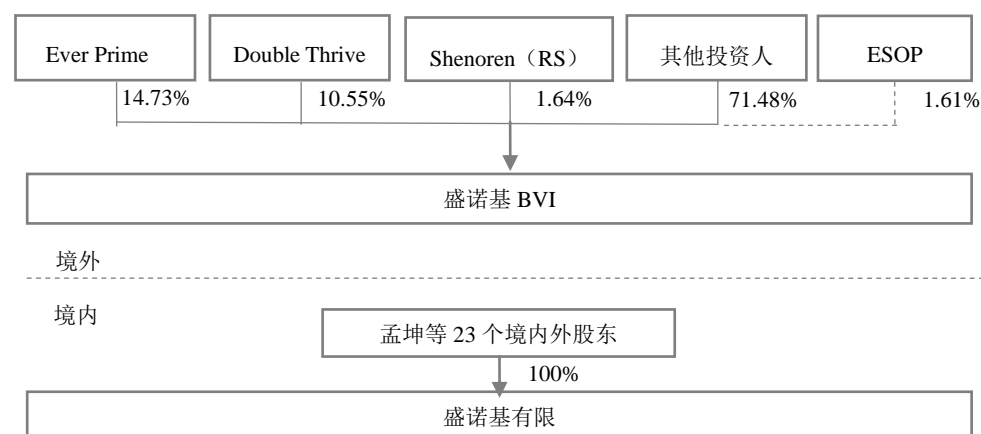 Ever Prime
Double Thrive
Shenoren（RS）
其他投资人
ESOP
14.73%
10.55%
1.64%
71.48%
1.61%
盛诺基 BVI
境外
境内
孟坤等 23 个境内外股东
100%
盛诺基有限